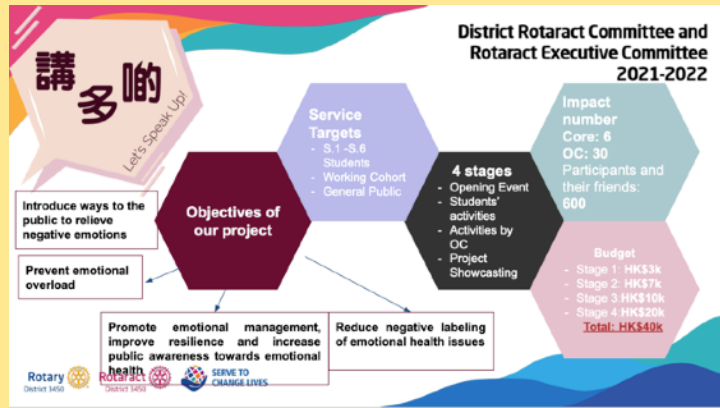 講多啲
Let's Speak Up!
District Rotaract Committee and
Rotaract Executive Committee
2021-2022
Service
Targets
- S.1 -S.6
Students
- Working Cohort
- General Public
Impact
number
Core: 6
OC: 30
Participants and
their friends:
600
4 stages
- Opening Event
- Students'
activities
- Activities by
OC
- Project
Showcasting
Objectives of
our project
Introduce ways to the
public to relieve
negative emotions
Prevent emotional
overload
Promote emotional management,
improve resilience and increase
public awareness towards emotional
health
Reduce negative labeling
of emotional health issues
Budget
- Stage 1: HK$3k
- Stage 2: HK$7k
- Stage 3:HK$10k
- Stage 4:HK$20k
Total: HK$40k
Rotary
District 3450
Rotaract
District 3450
SERVE TO
CHANGE LIVES